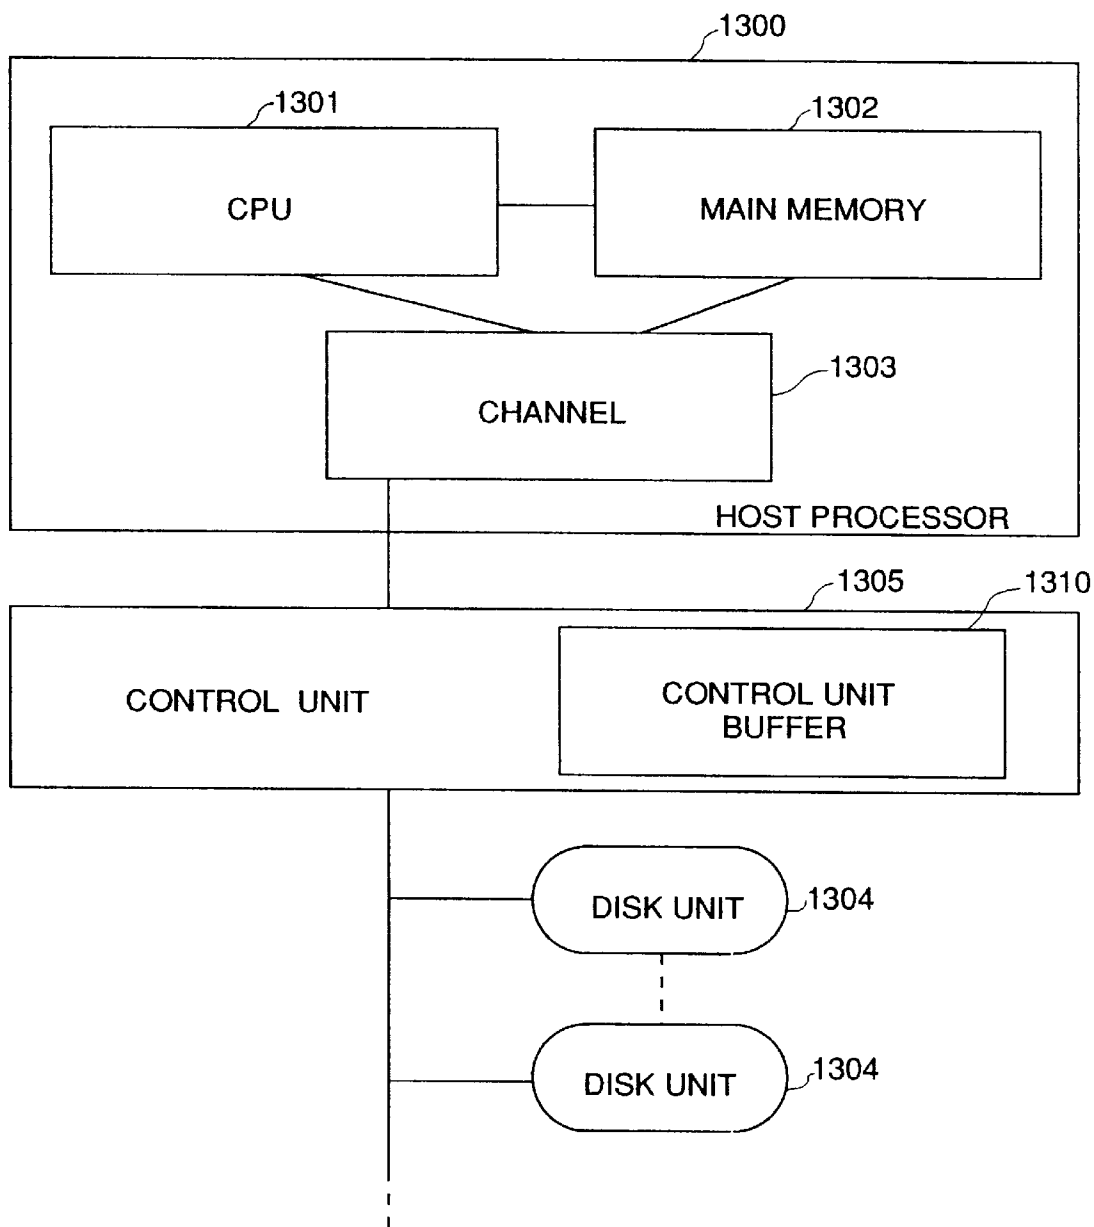 1300
1301
1302
CPU
MAIN MEMORY
1303
CHANNEL
HOST PROCESSOR
1305
1310
CONTROL UNIT
CONTROL UNIT
BUFFER
DISK UNIT
1304
DISK UNIT
1304